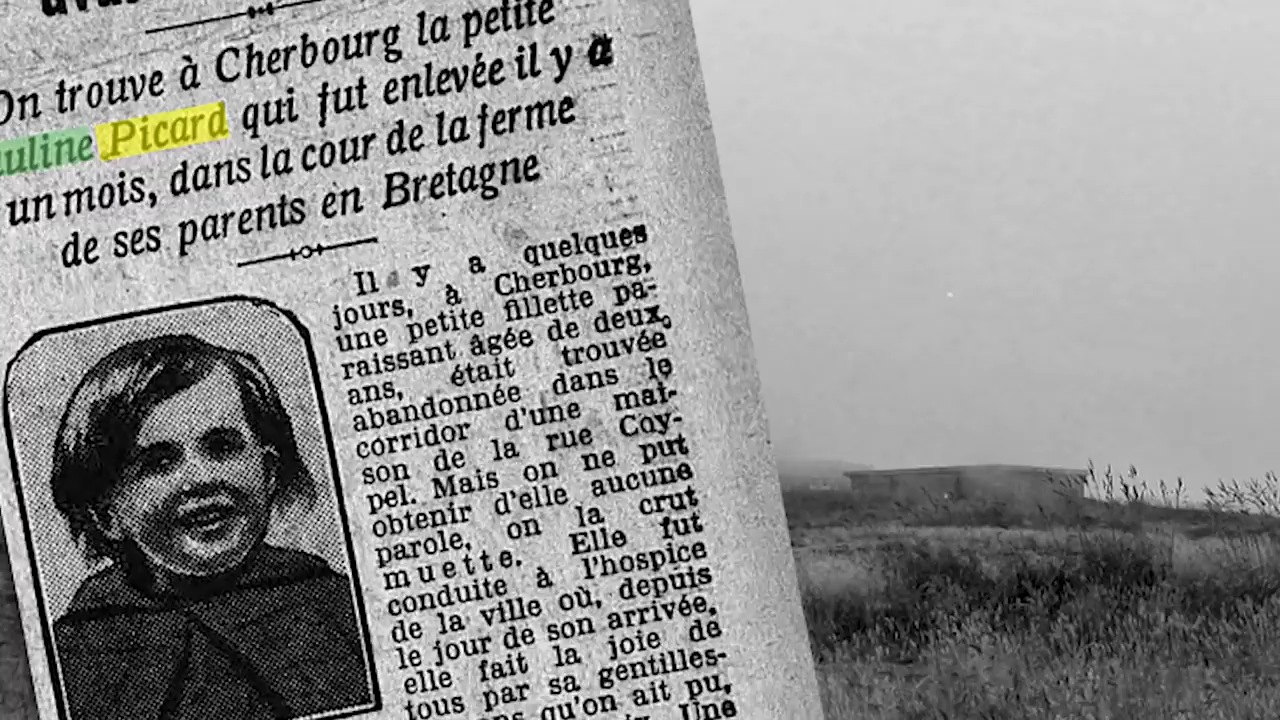 On trouve à Cherbourg la petite
uline Picard qui fut enlevée il y a
un mois, dans la cour de la ferme
de ses parents en Bretagne
Il y a quelques
jours, à Cherbourg,
une petite fillette pa-
raissant âgée de deux
ans, était trouvée
abandonnée dans le
corridor d'une mai-
son de la rue Coy-
pel. Mais on ne put
obtenir d'elle aucune
parole, on la crut
muette. Elle fut
conduite à l'hospice
de la ville où, depuis
le jour de son arrivée,
elle fait la joie de
tous par sa gentilles-
qu'on ait pu,
Une